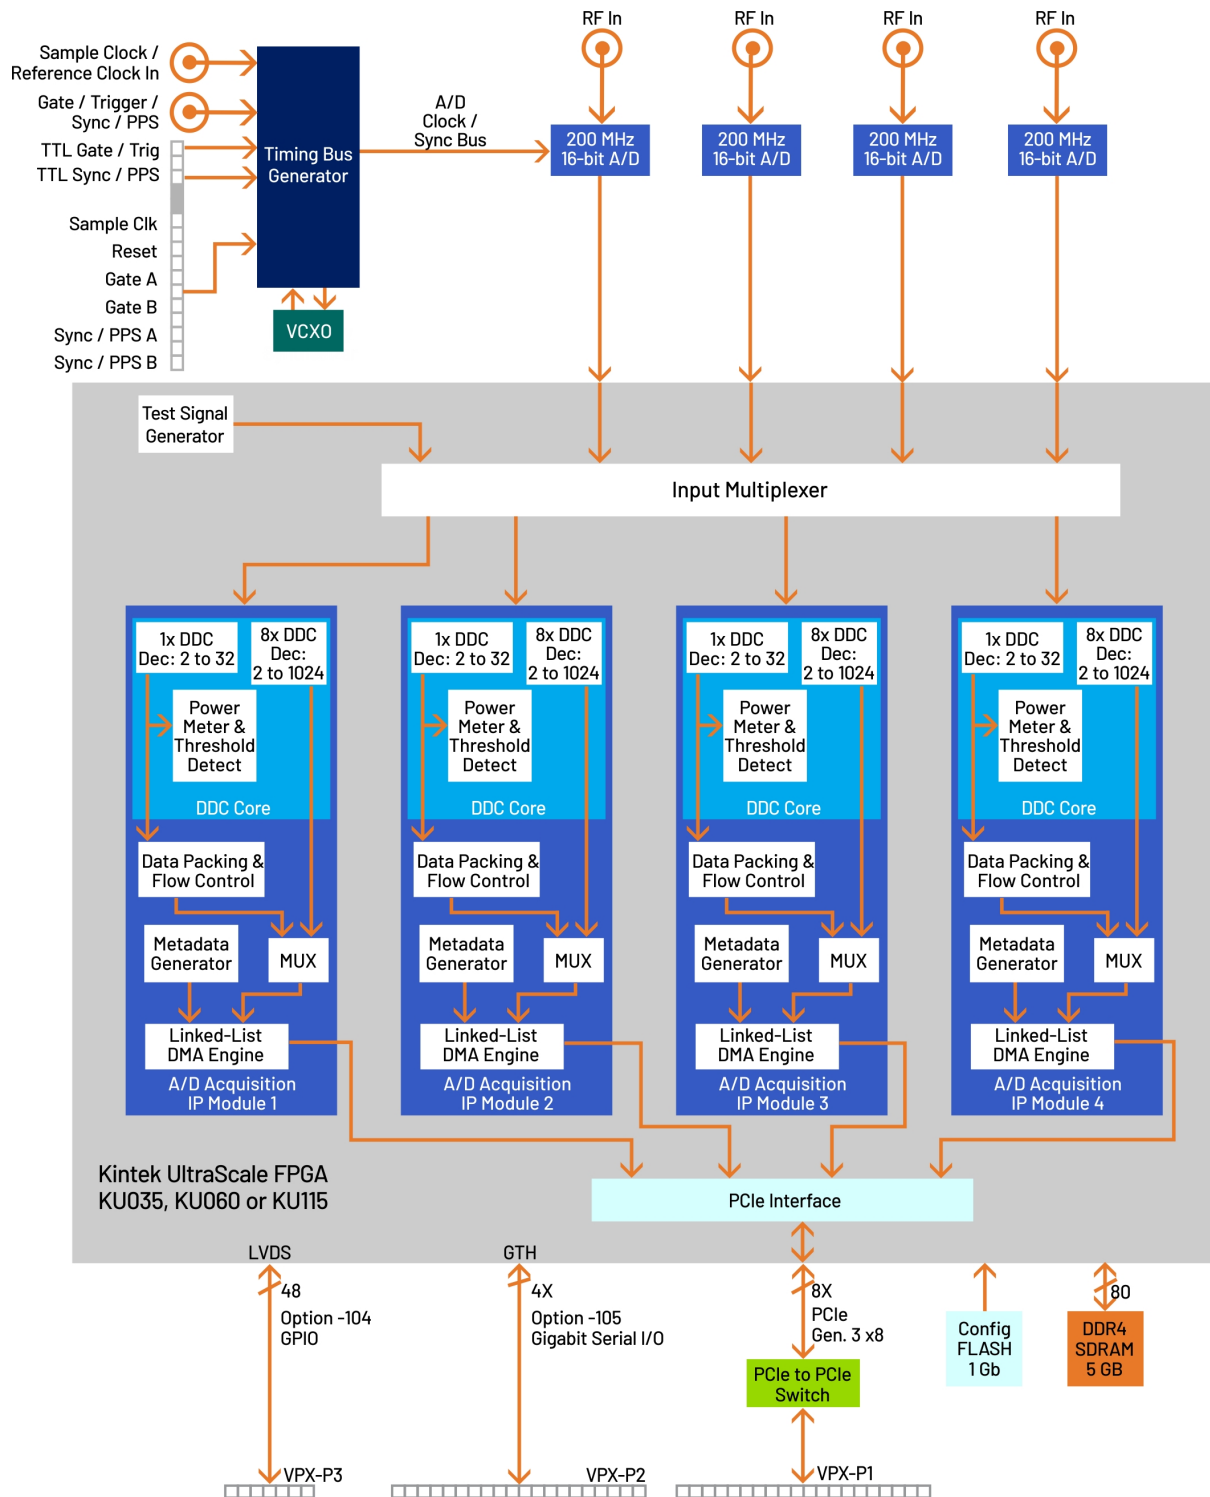 RF In
RF In
RF In
RF In
Sample Clock /
Reference Clock In
Gate / Trigger /
Sync / PPS
TTL Gate / Trig
TTL Sync / PPS
Sample Clk
Reset
Gate A
Gate B
Sync / PPS A
Sync / PPS B
Timing Bus
Generator
VCXO
A/D
Clock /
Sync Bus
200 MHz
16-bit A/D
200 MHz
16-bit A/D
200 MHz
16-bit A/D
200 MHz
16-bit A/D
Test Signal
Generator
Input Multiplexer
1x DDC
Dec: 2 to 32
8x DDC
Dec:
2 to 1024
Power
Meter &
Threshold
Detect
DDC Core
Data Packing &
Flow Control
Metadata
Generator
MUX
Linked-List
DMA Engine
A/D Acquisition
IP Module 1
1x DDC
Dec: 2 to 32
8x DDC
Dec:
2 to 1024
Power
Meter &
Threshold
Detect
DDC Core
Data Packing &
Flow Control
Metadata
Generator
MUX
Linked-List
DMA Engine
A/D Acquisition
IP Module 2
1x DDC
Dec: 2 to 32
8x DDC
Dec:
2 to 1024
Power
Meter &
Threshold
Detect
DDC Core
Data Packing &
Flow Control
Metadata
Generator
MUX
Linked-List
DMA Engine
A/D Acquisition
IP Module 3
1x DDC
Dec: 2 to 32
8x DDC
Dec:
2 to 1024
Power
Meter &
Threshold
Detect
DDC Core
Data Packing &
Flow Control
Metadata
Generator
MUX
Linked-List
DMA Engine
A/D Acquisition
IP Module 4
Kintek UltraScale FPGA
KU035, KU060 or KU115
PCIe Interface
LVDS
48
Option -104
GPIO
VPX-P3
GTH
4X
Option -105
Gigabit Serial I/O
VPX-P2
8X
PCIe
Gen. 3 x8
PCIe to PCIe
Switch
VPX-P1
Config
FLASH
1 Gb
80
DDR4
SDRAM
5 GB